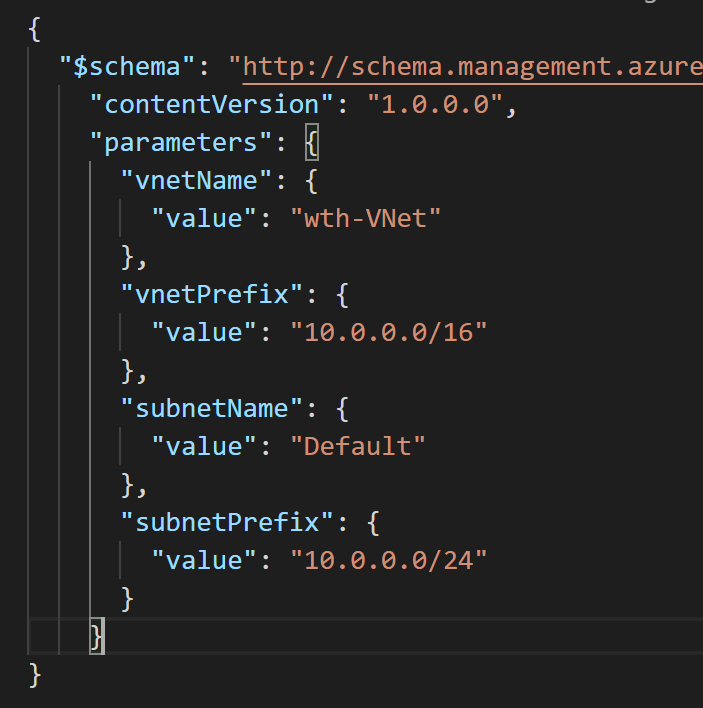 {
"$schema": "http://schema.management.azure
"contentVersion": "1.0.0.0",
"parameters": {
"vnetName": {
"value": "wth-VNet"
},
"vnetPrefix": {
"value": "10.0.0.0/16"
},
"subnetName": {
"value": "Default"
},
"subnetPrefix": {
"value": "10.0.0.0/24"
}
}
}